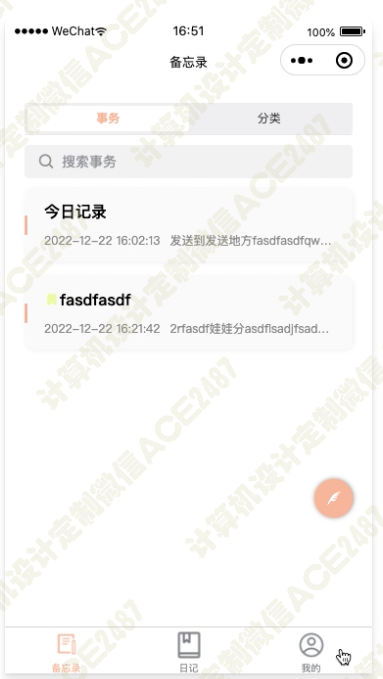 WeChat 16:51 100%
备忘录
事务 分类
搜索事务
今日记录
2022-12-22 16:02:13 发送到发送地方fasdfasdfqw...
fasdfasdf
2022-12-22 16:21:42 2rfasdf娃娃分asdflsadjfsad...
备忘录 日记 我的
计算机设计定制微信ACE2487